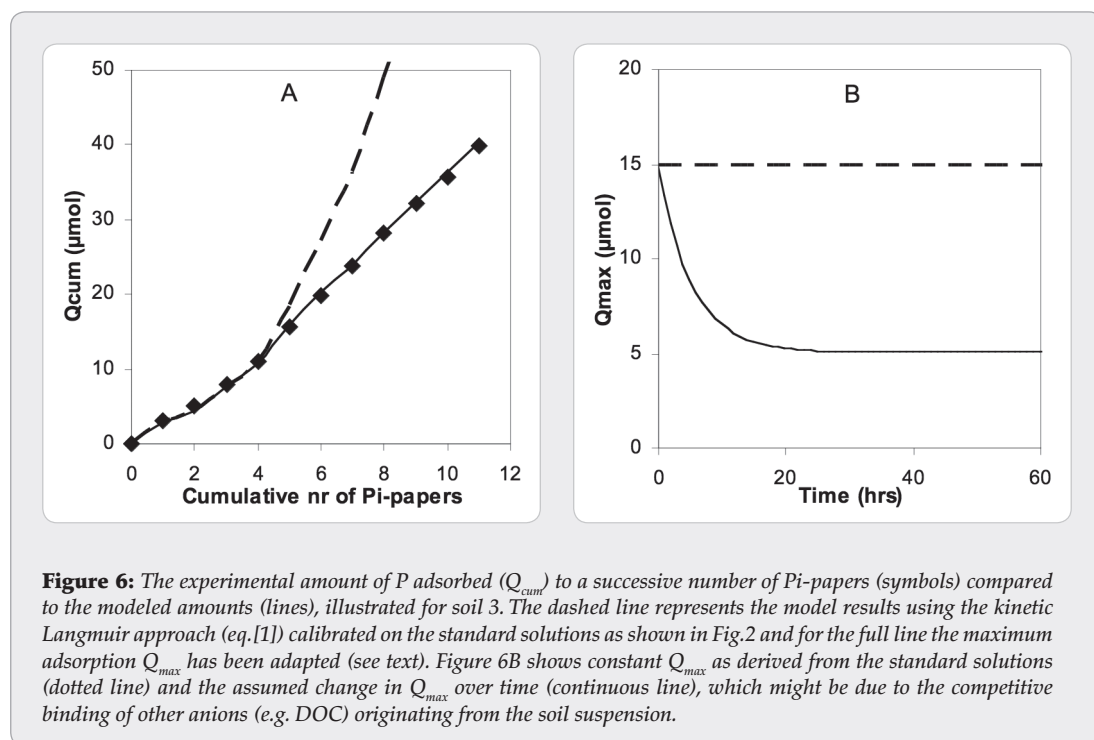 A
50
40
30
20
10
0
Qcum (µmol)
0 2 4 6 8 10 12
Cumulative nr of Pi-papers
B
20
15
10
5
0
Qmax (µmol)
0 20 40 60
Time (hrs)
Figure 6: The experimental amount of P adsorbed (Qcum) to a successive number of Pi-papers (symbols) compared
to the modeled amounts (lines), illustrated for soil 3. The dashed line represents the model results using the kinetic
Langmuir approach (eq.[1]) calibrated on the standard solutions as shown in Fig.2 and for the full line the maximum
adsorption Qmax has been adapted (see text). Figure 6B shows constant Qmax as derived from the standard solutions
(dotted line) and the assumed change in Qmax over time (continuous line), which might be due to the competitive
binding of other anions (e.g. DOC) originating from the soil suspension.